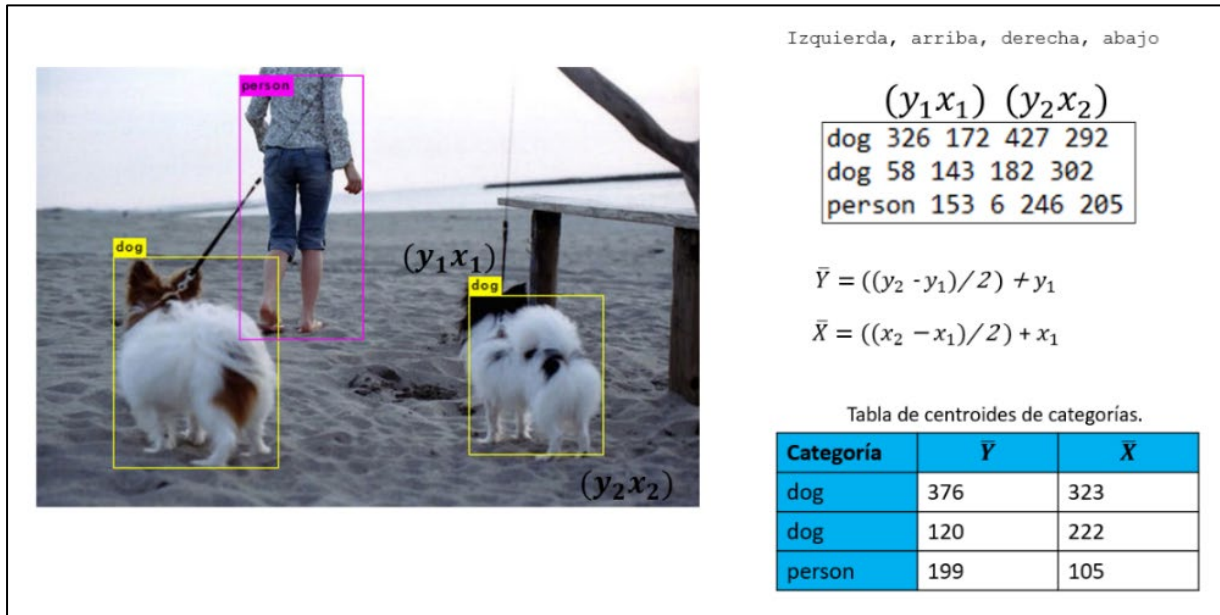 Izquierda, arriba, derecha, abajo
(y₁x₁) (y₂x₂)
dog 326 172 427 292
dog 58 143 182 302
person 153 6 246 205
person
dog
(y₁x₁)
dog
(y₂x₂)
Ȳ = ((y₂ - y₁)/2) + y₁
X̄ = ((x₂ − x₁)/2) + x₁
Tabla de centroides de categorías.
Categoría Ȳ X̄
dog 376 323
dog 120 222
person 199 105